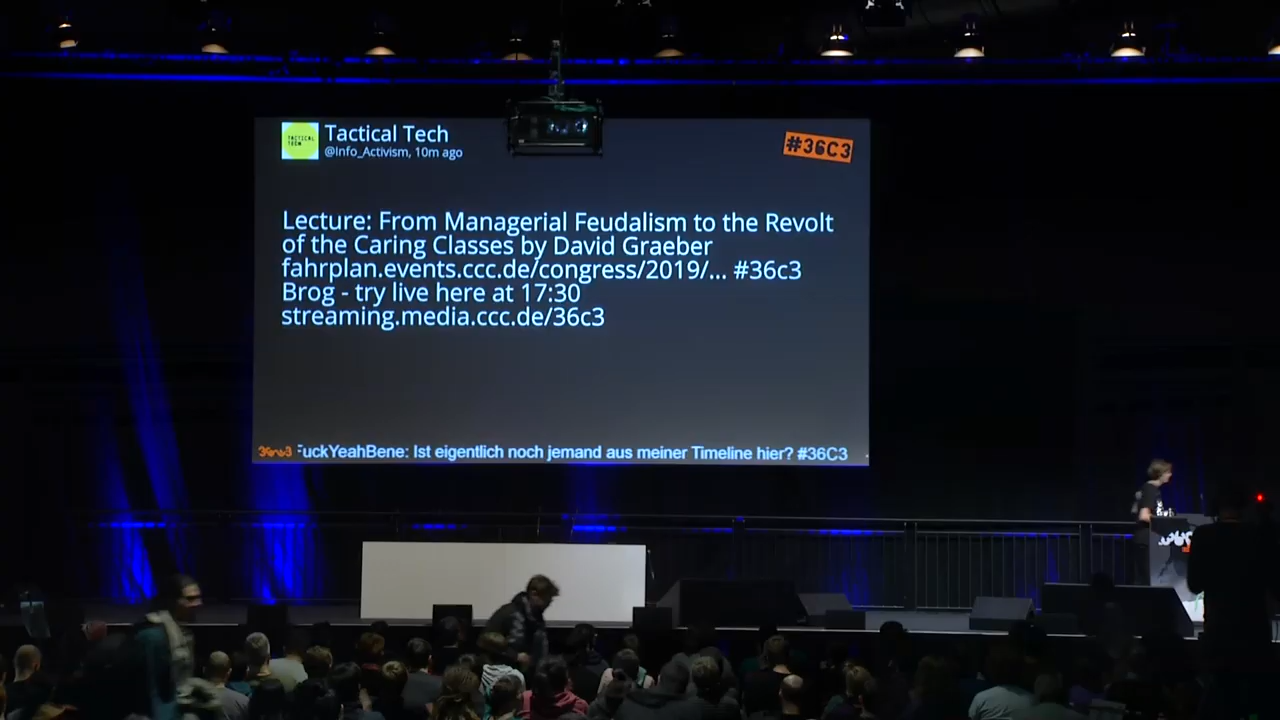 TACTICAL
TECH
Tactical Tech
@Info_Activism, 10m ago
#36C3
Lecture: From Managerial Feudalism to the Revolt
of the Caring Classes by David Graeber
fahrplan.events.ccc.de/congress/2019/... #36c3
Brog - try live here at 17:30
streaming.media.ccc.de/36c3
FuckYeahBene: Ist eigentlich noch jemand aus meiner Timeline hier? #36C3